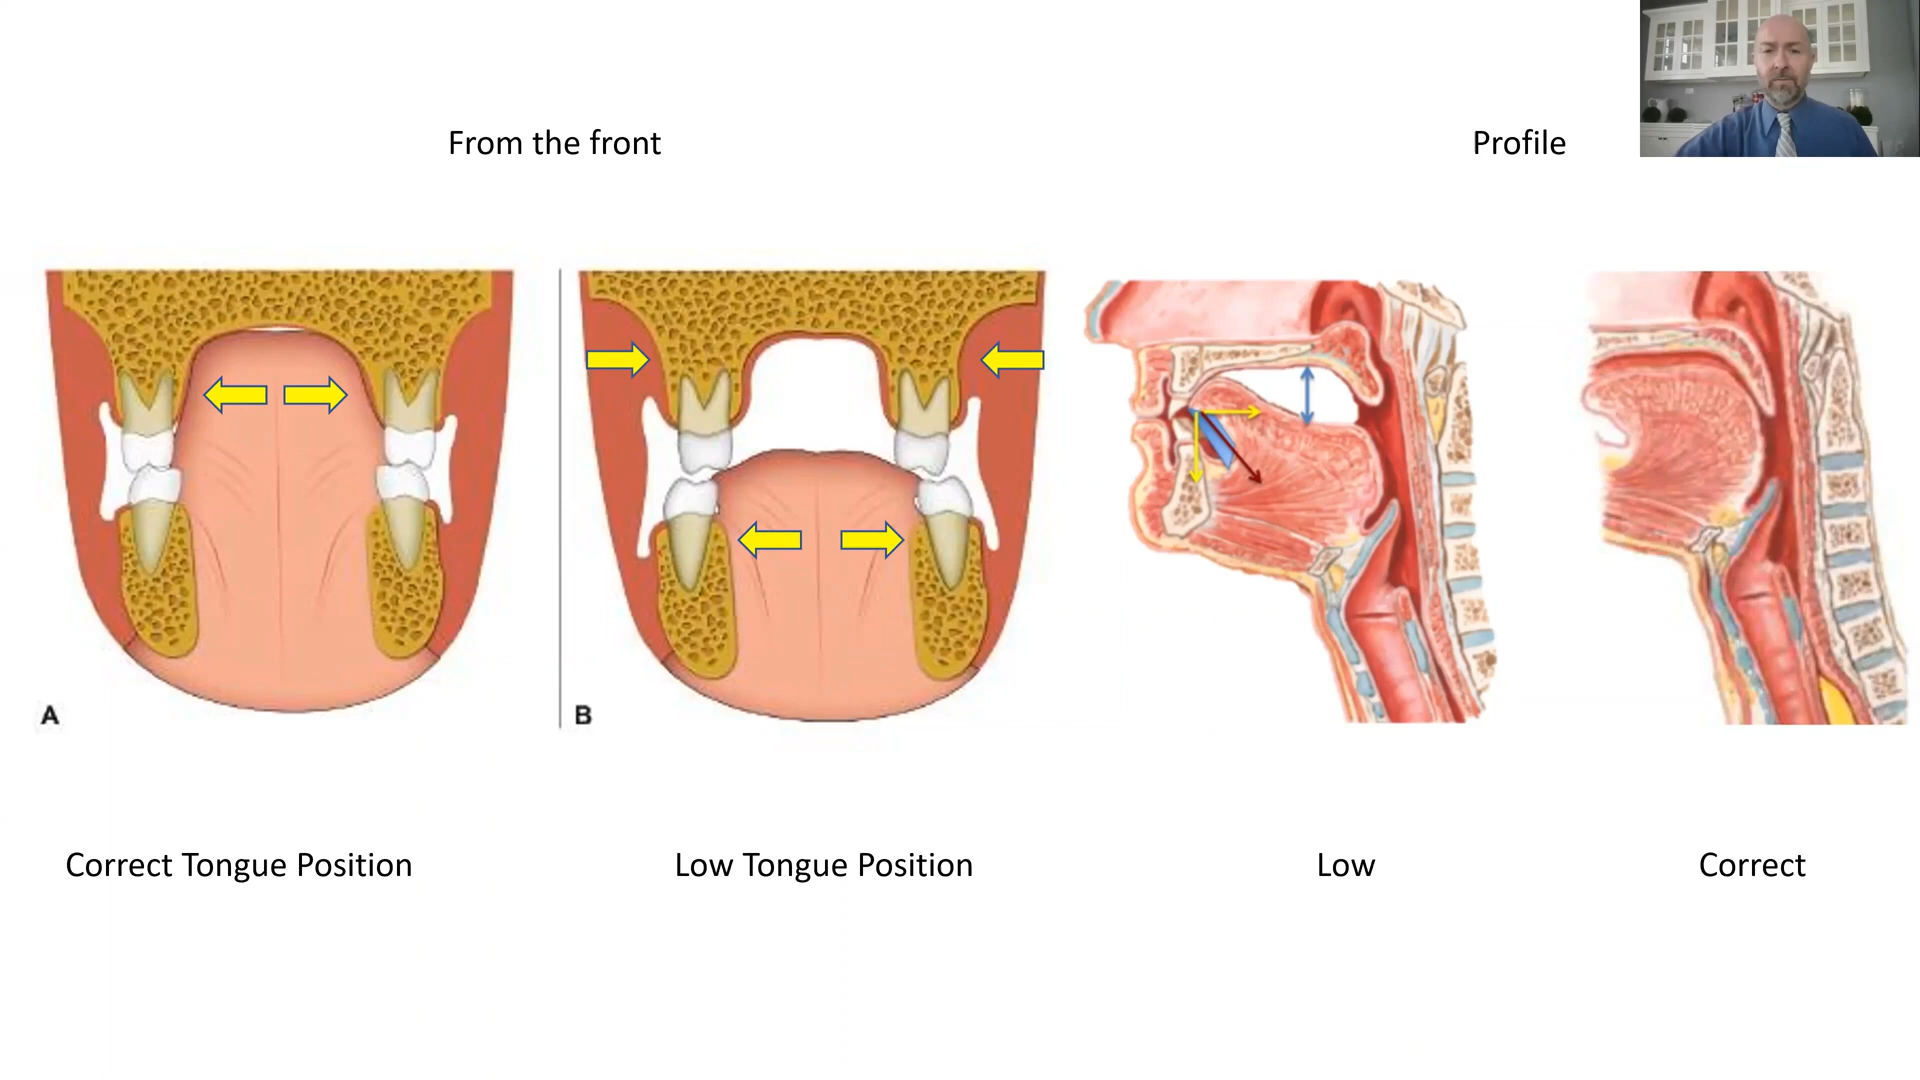 From the front
Profile
A
B
Correct Tongue Position
Low Tongue Position
Low
Correct